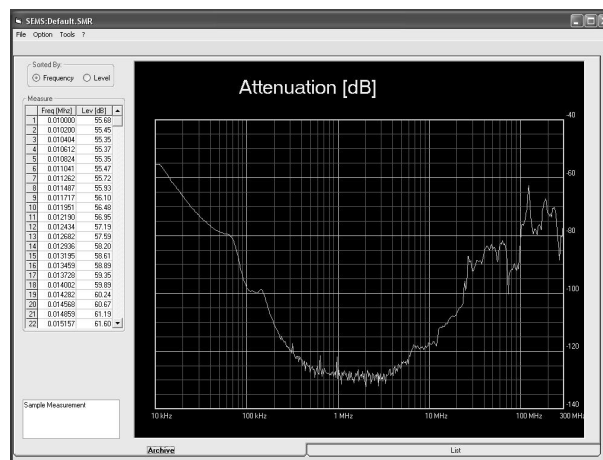 SEMS:Default.SMR
File Option Tools ?
Sorted By:
Frequency Level
Measure
Freq [Mhz] Lev [dB]
1 0.010000 55.68
2 0.010200 55.45
3 0.010404 55.35
4 0.010612 55.37
5 0.010824 55.35
6 0.011041 55.47
7 0.011262 55.72
8 0.011487 55.93
9 0.011717 56.10
10 0.011951 56.48
11 0.012190 56.95
12 0.012434 57.19
13 0.012682 57.59
14 0.012936 58.20
15 0.013195 58.61
16 0.013459 58.89
17 0.013728 59.35
18 0.014002 59.89
19 0.014282 60.24
20 0.014568 60.67
21 0.014859 61.19
22 0.015157 61.60
Sample Measurement
Attenuation [dB]
-40
-60
-80
-100
-120
-140
10 kHz 100 kHz 1 MHz 10 MHz 100 MHz 300 MHz
Archive List